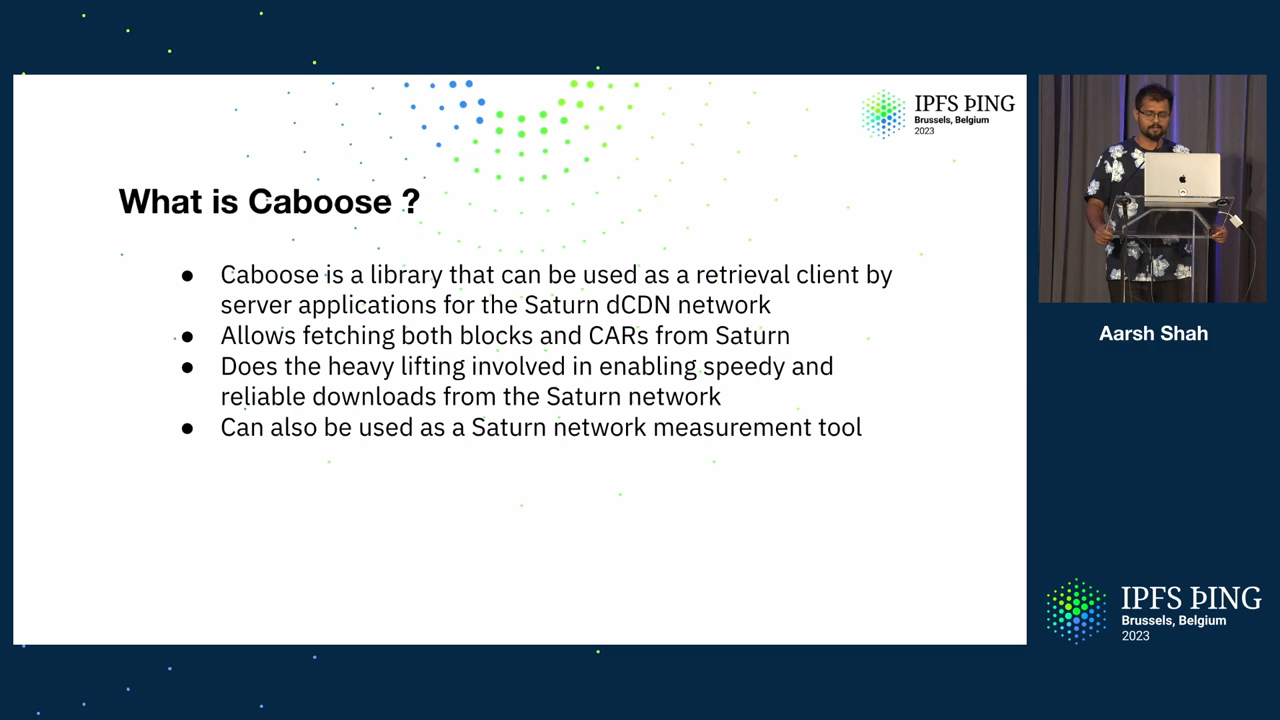 IPFS ÞING
Brussels, Belgium
2023
What is Caboose ?
● Caboose is a library that can be used as a retrieval client by
server applications for the Saturn dCDN network
● Allows fetching both blocks and CARs from Saturn
● Does the heavy lifting involved in enabling speedy and
reliable downloads from the Saturn network
● Can also be used as a Saturn network measurement tool
Aarsh Shah
IPFS ÞING
Brussels, Belgium
2023